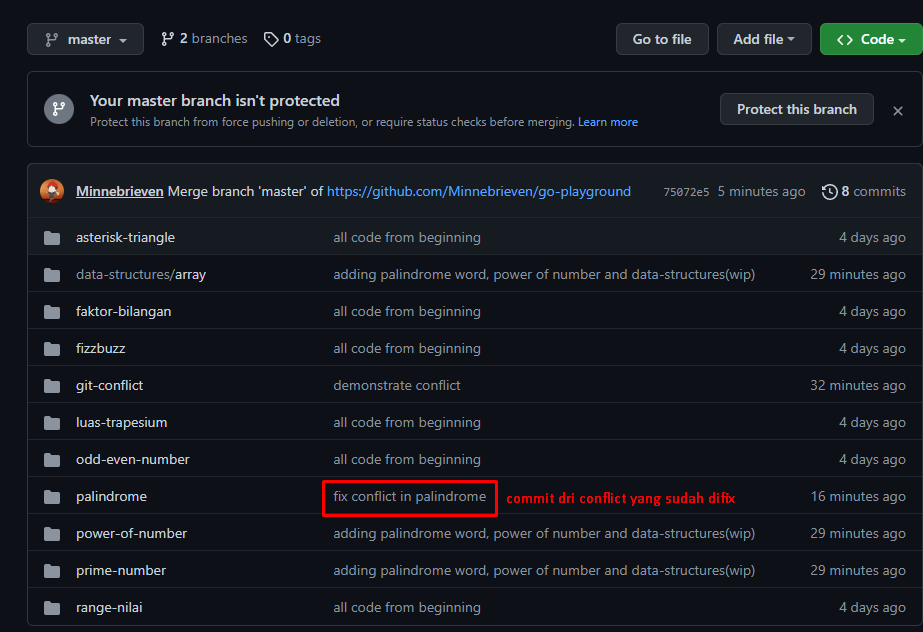 master 2 branches 0 tags Go to file Add file Code
Your master branch isn't protected
Protect this branch from force pushing or deletion, or require status checks before merging. Learn more
Protect this branch
Minnebrieven Merge branch 'master' of https://github.com/Minnebrieven/go-playground 75072e5 5 minutes ago 8 commits
asterisk-triangle all code from beginning 4 days ago
data-structures/array adding palindrome word, power of number and data-structures(wip) 29 minutes ago
faktor-bilangan all code from beginning 4 days ago
fizzbuzz all code from beginning 4 days ago
git-conflict demonstrate conflict 32 minutes ago
luas-trapesium all code from beginning 4 days ago
odd-even-number all code from beginning 4 days ago
palindrome fix conflict in palindrome commit dri conflict yang sudah difix 16 minutes ago
power-of-number adding palindrome word, power of number and data-structures(wip) 29 minutes ago
prime-number adding palindrome word, power of number and data-structures(wip) 29 minutes ago
range-nilai all code from beginning 4 days ago